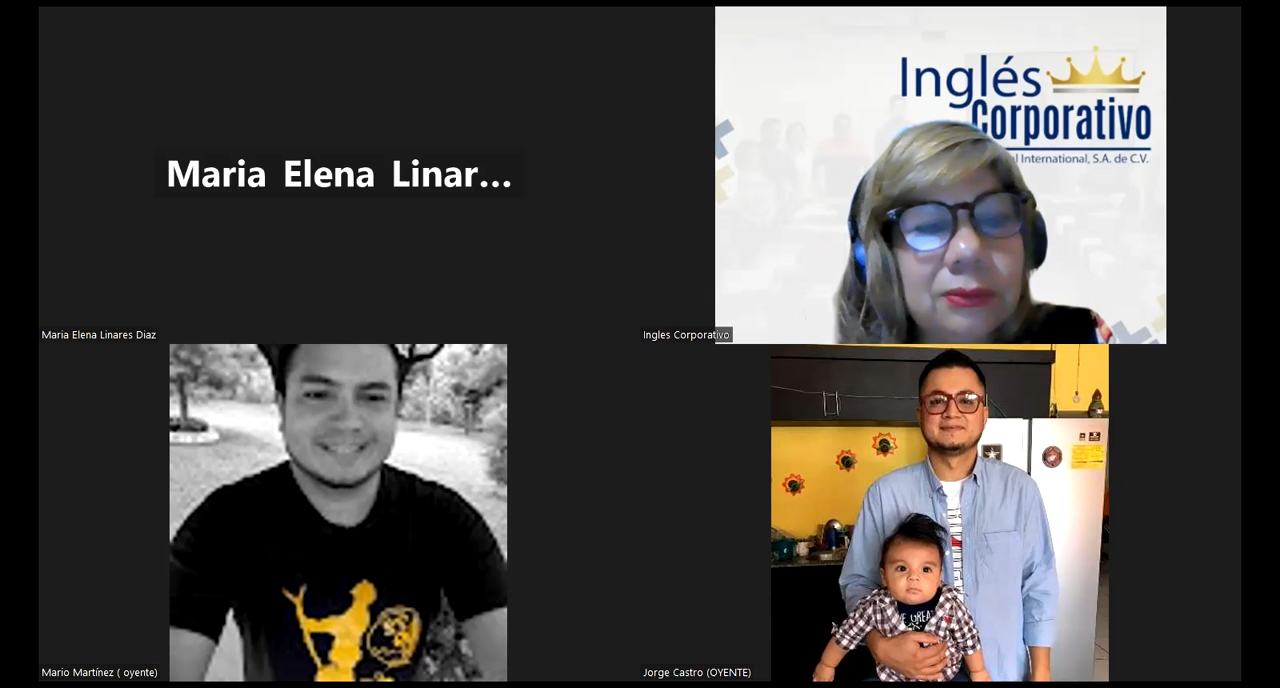 Maria Elena Linar...
Maria Elena Linares Diaz
Inglés
Corporativo
al International, S.A. de C.V.
Ingles Corporativo
Mario Martínez ( oyente)
Jorge Castro (OYENTE)